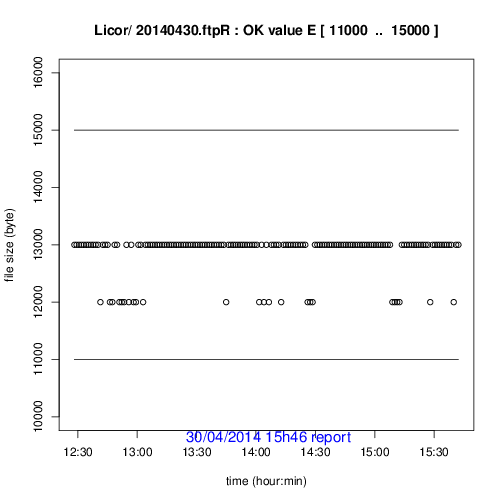 Licor/ 20140430.ftpR : OK value E [ 11000 .. 15000 ]
file size (byte)
16000
15000
14000
13000
12000
11000
10000
30/04/2014 15h46 report
12:30 13:00 13:30 14:00 14:30 15:00 15:30
time (hour:min)